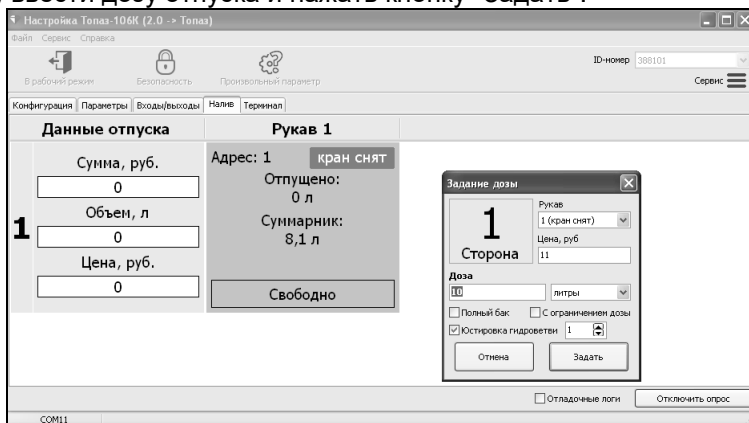 ввести дозу отпуска и нажать кнопку "Задать".
Настройка Топаз-106К (2.0 -> Топаз)
Файл Сервис Справка
ID-номер 388101
В рабочий режим Безопасность Произвольный параметр
Сервис
Конфигурация Параметры Входы/выходы Налив Терминал
Данные отпуска Рукав 1
1
Сумма, руб.
0
Объем, л
0
Цена, руб.
0
Адрес: 1 кран снят
Отпущено:
0 л
Суммарник:
8,1 л
Свободно
Задание дозы
1
Сторона
Рукав
1 (кран снят)
Цена, руб
11
Доза
10 литры
Полный бак С ограничением дозы
Юстировка гидроветви 1
Отмена Задать
Отладочные логи Отключить опрос
COM11